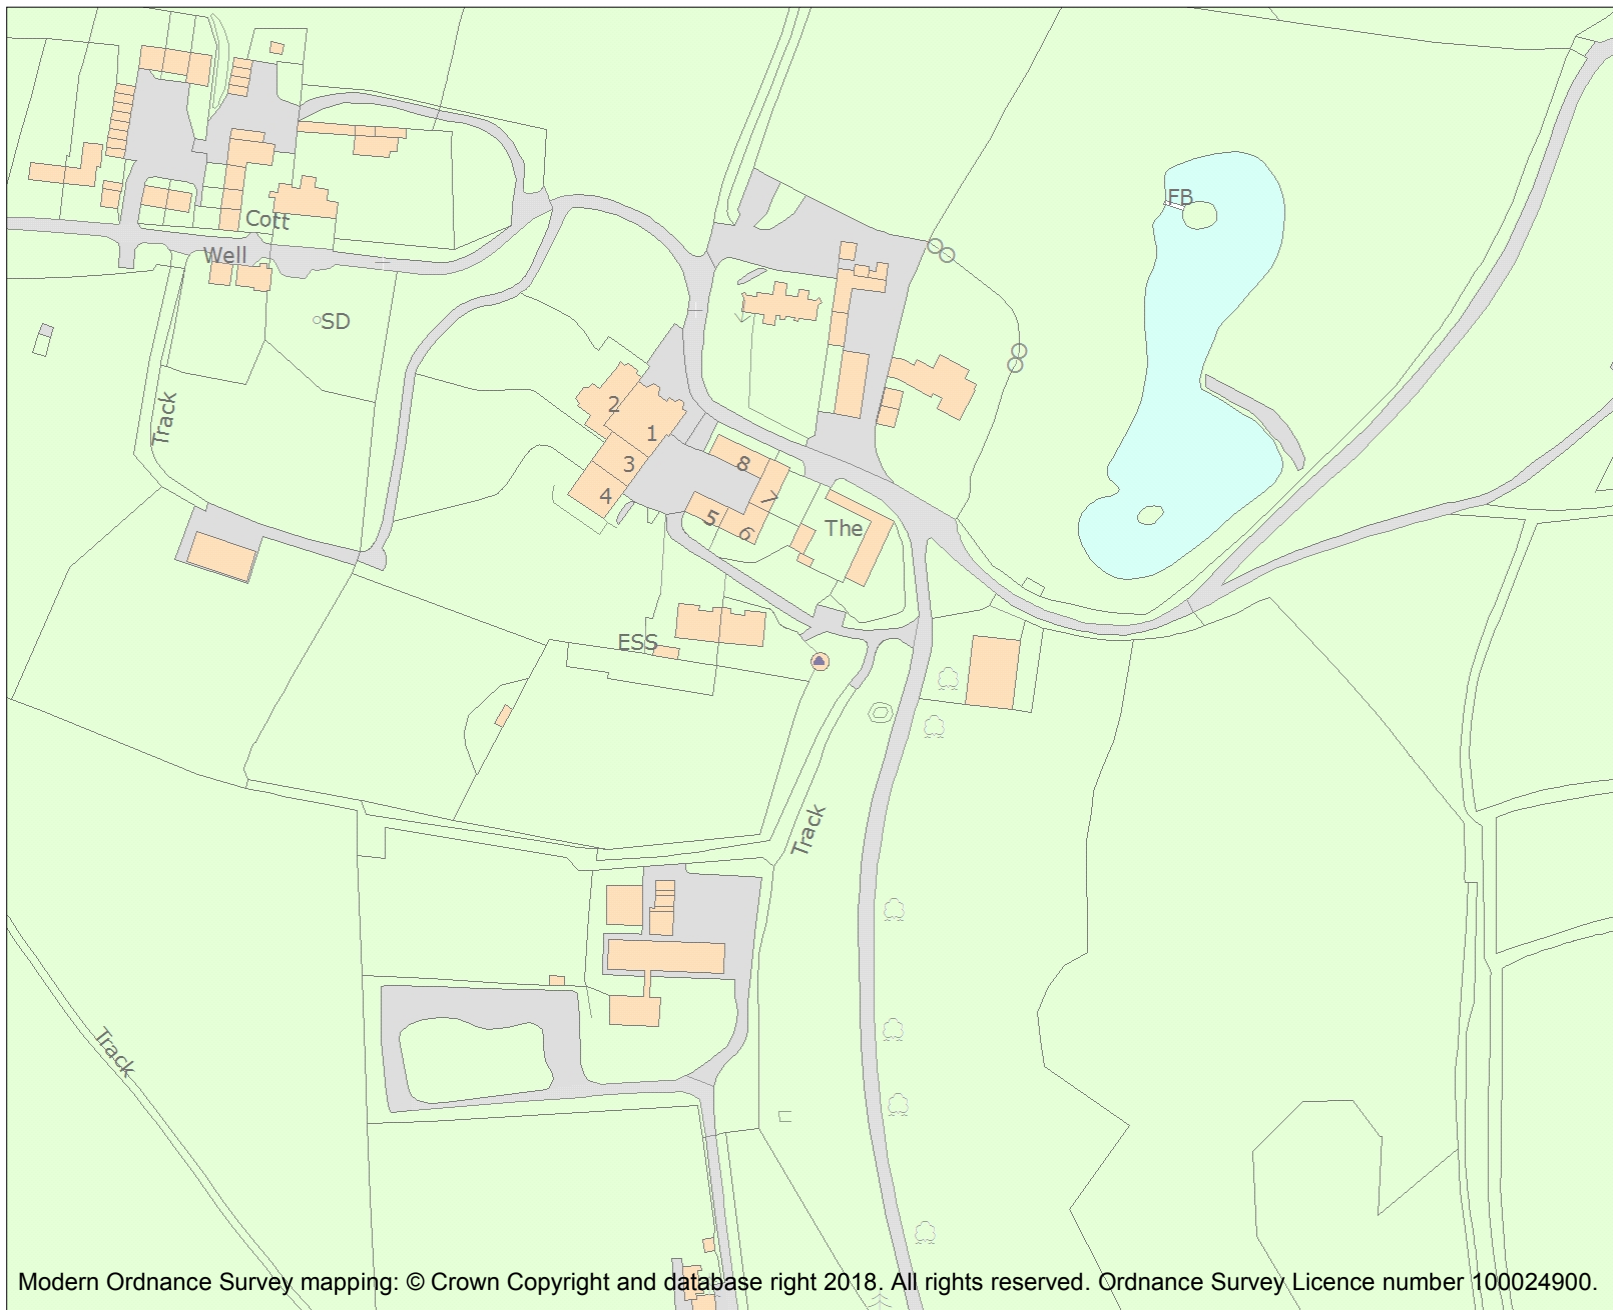 FB
Cott
Well
SD
Track
2
1
3
4
8
7
5
6
The
ESS
Track
Track
Modern Ordnance Survey mapping: © Crown Copyright and database right 2018. All rights reserved. Ordnance Survey Licence number 100024900.